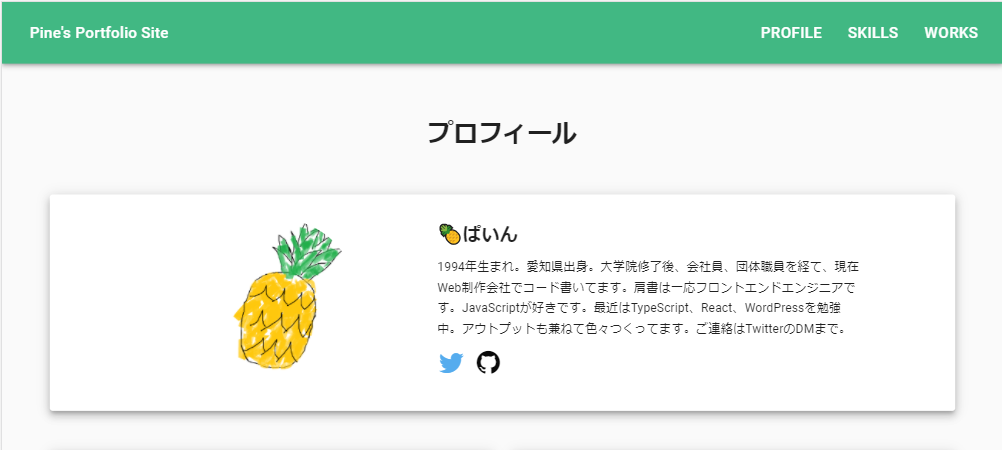 Pine's Portfolio Site
PROFILE SKILLS WORKS
プロフィール
🍍ぱいん
1994年生まれ。愛知県出身。大学院修了後、会社員、団体職員を経て、現在
Web制作会社でコード書いてます。肩書は一応フロントエンドエンジニアで
す。JavaScriptが好きです。最近はTypeScript、React、WordPressを勉強
中。アウトプットも兼ねて色々つくってます。ご連絡はTwitterのDMまで。